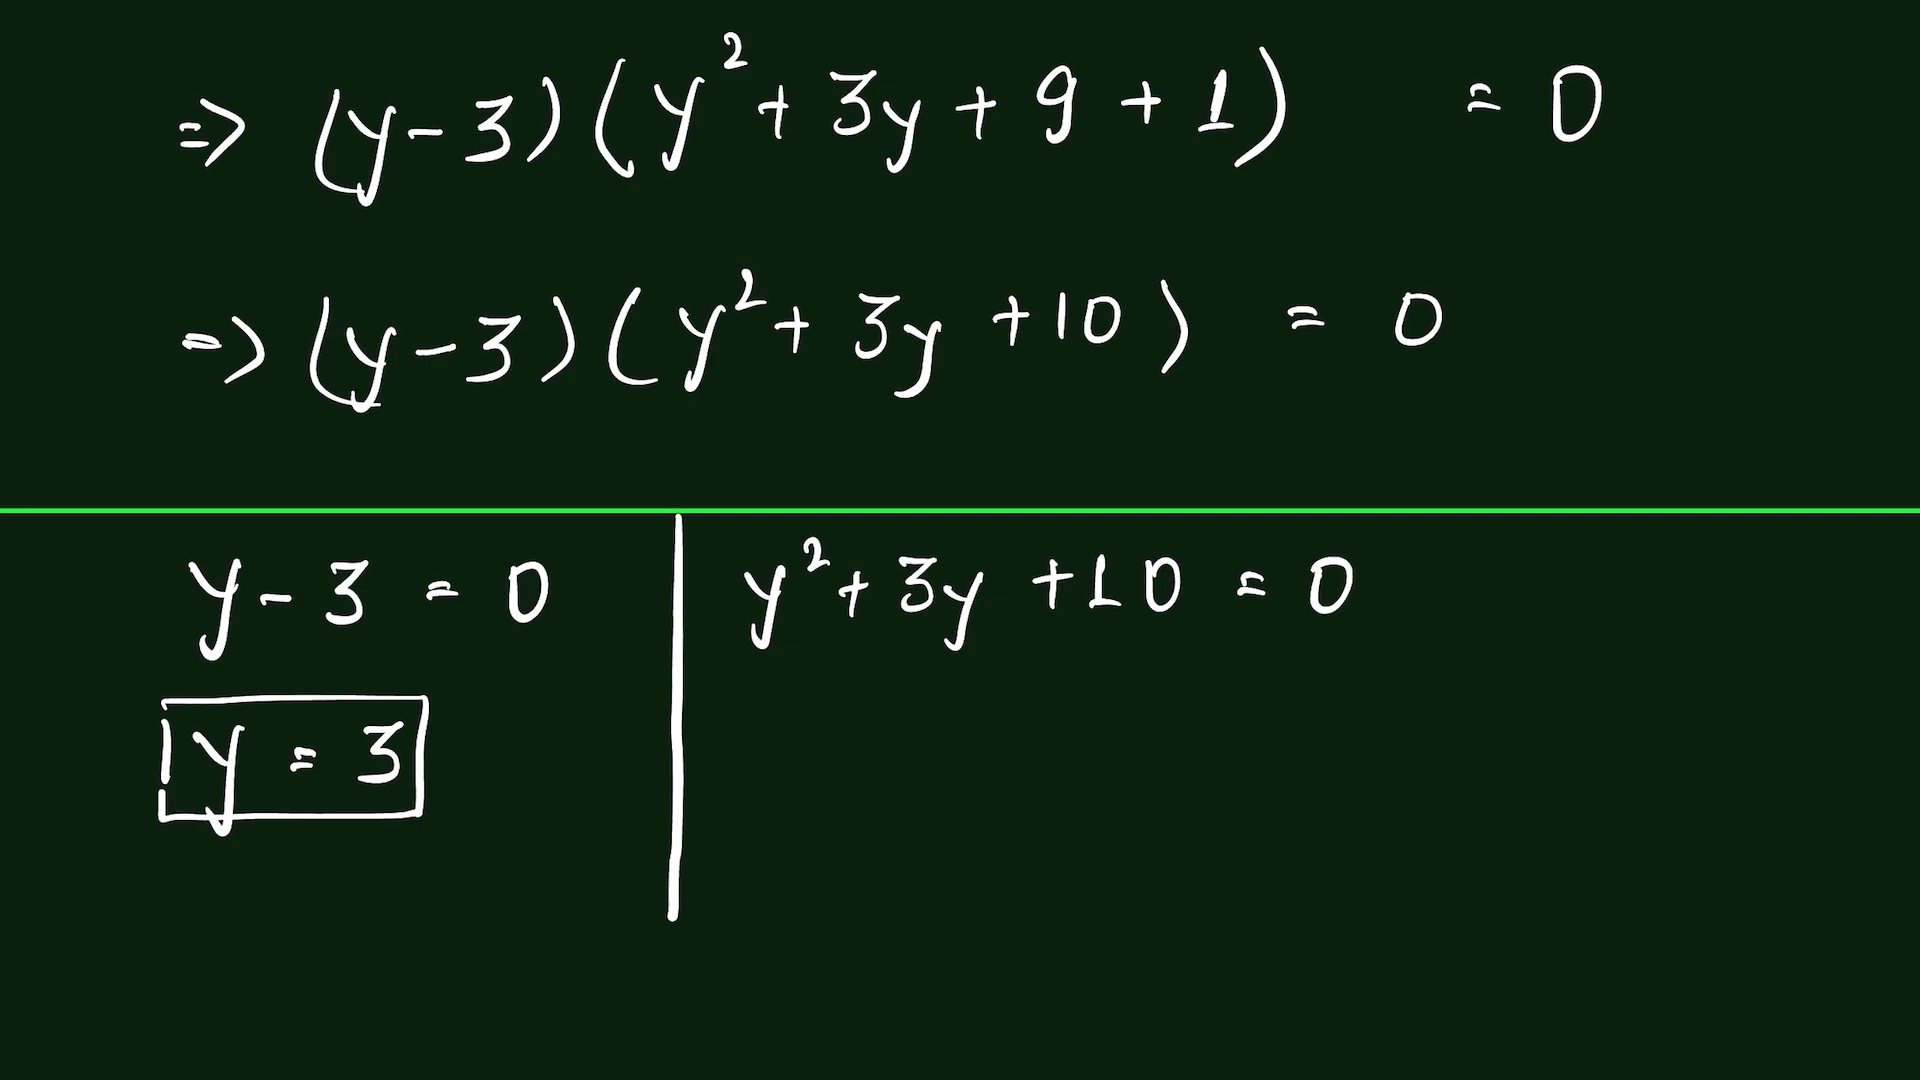 => (y-3)(y² + 3y + 9 + 1) = 0
=> (y-3)(y² + 3y + 10) = 0
y - 3 = 0
y = 3
y² + 3y + 10 = 0